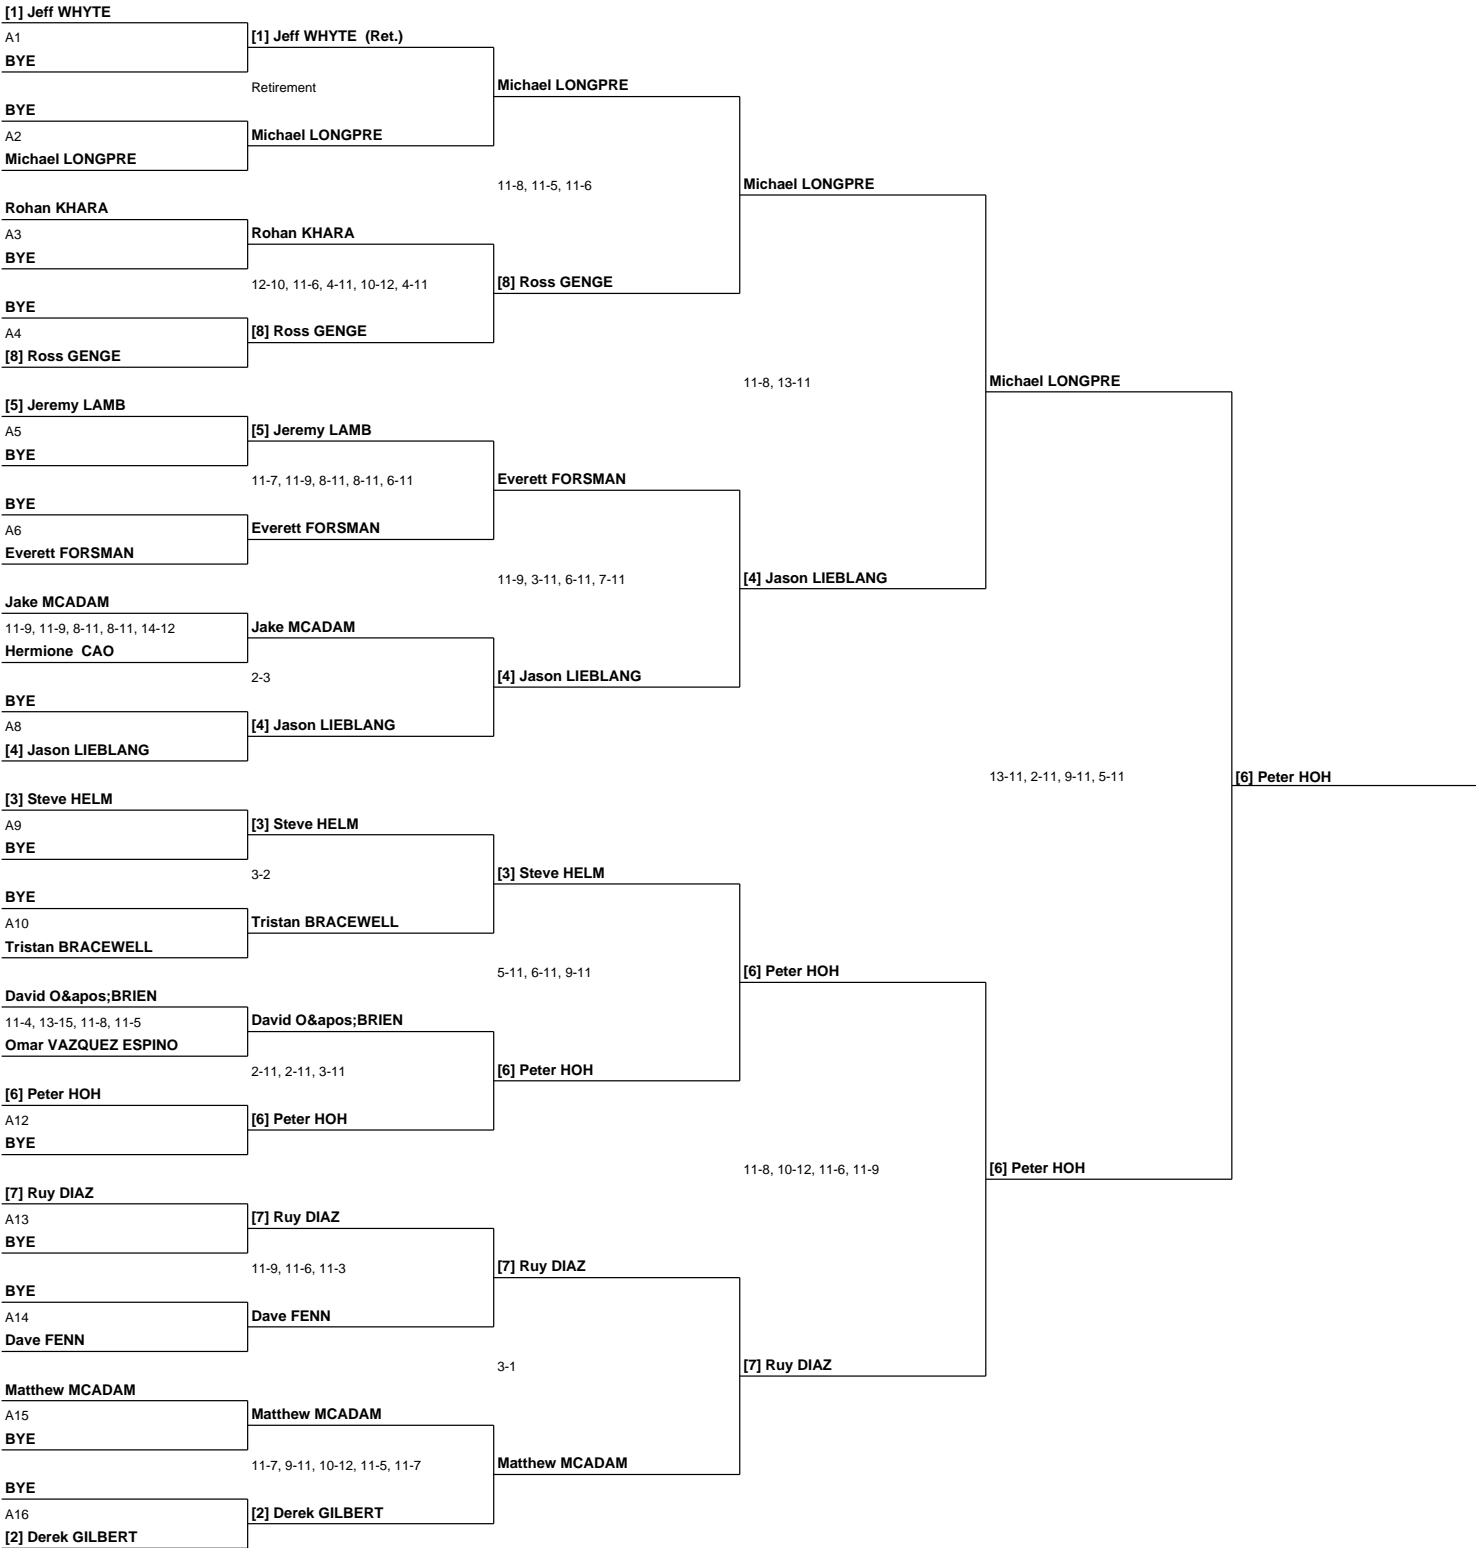 [1] Jeff WHYTE
A1
BYE
BYE
A2
Michael LONGPRE
Rohan KHARA
A3
BYE
BYE
A4
[8] Ross GENGE
[5] Jeremy LAMB
A5
BYE
BYE
A6
Everett FORSMAN
Jake MCADAM
11-9, 11-9, 8-11, 8-11, 14-12
Hermione  CAO
BYE
A8
[4] Jason LIEBLANG
[3] Steve HELM
A9
BYE
BYE
A10
Tristan BRACEWELL
David O&apos;BRIEN
11-4, 13-15, 11-8, 11-5
Omar VAZQUEZ ESPINO
[6] Peter HOH
A12
BYE
[7] Ruy DIAZ
A13
BYE
BYE
A14
Dave FENN
Matthew MCADAM
A15
BYE
BYE
A16
[2] Derek GILBERT
[1] Jeff WHYTE  (Ret.)
Retirement
Michael LONGPRE
Rohan KHARA
12-10, 11-6, 4-11, 10-12, 4-11
[8] Ross GENGE
[5] Jeremy LAMB
11-7, 11-9, 8-11, 8-11, 6-11
Everett FORSMAN
Jake MCADAM
2-3
[4] Jason LIEBLANG
[3] Steve HELM
3-2
Tristan BRACEWELL
David O&apos;BRIEN
2-11, 2-11, 3-11
[6] Peter HOH
[7] Ruy DIAZ
11-9, 11-6, 11-3
Dave FENN
Matthew MCADAM
11-7, 9-11, 10-12, 11-5, 11-7
[2] Derek GILBERT
Michael LONGPRE
11-8, 11-5, 11-6
[8] Ross GENGE
Everett FORSMAN
11-9, 3-11, 6-11, 7-11
[4] Jason LIEBLANG
[3] Steve HELM
5-11, 6-11, 9-11
[6] Peter HOH
[7] Ruy DIAZ
3-1
Matthew MCADAM
Michael LONGPRE
11-8, 13-11
[4] Jason LIEBLANG
[6] Peter HOH
11-8, 10-12, 11-6, 11-9
[7] Ruy DIAZ
Michael LONGPRE
13-11, 2-11, 9-11, 5-11
[6] Peter HOH
[6] Peter HOH